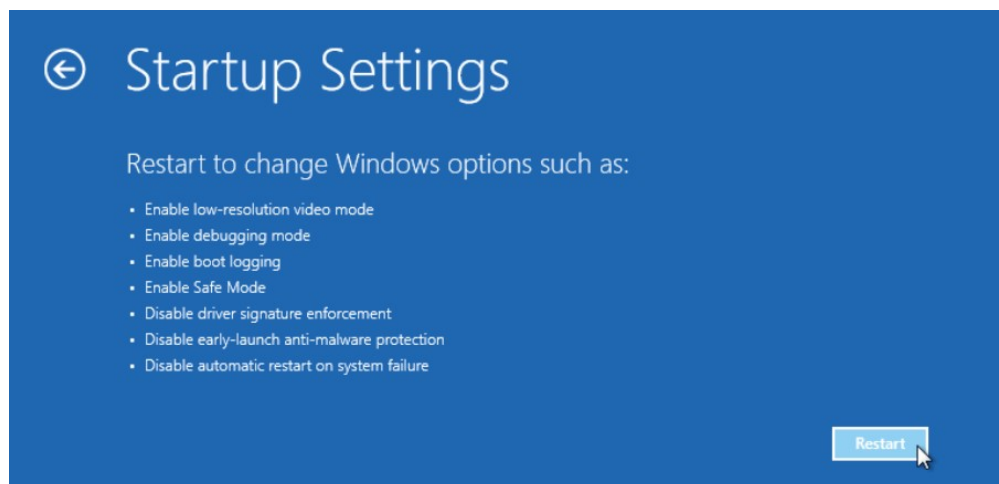 Startup Settings
Restart to change Windows options such as:
• Enable low-resolution video mode
• Enable debugging mode
• Enable boot logging
• Enable Safe Mode
• Disable driver signature enforcement
• Disable early-launch anti-malware protection
• Disable automatic restart on system failure
Restart